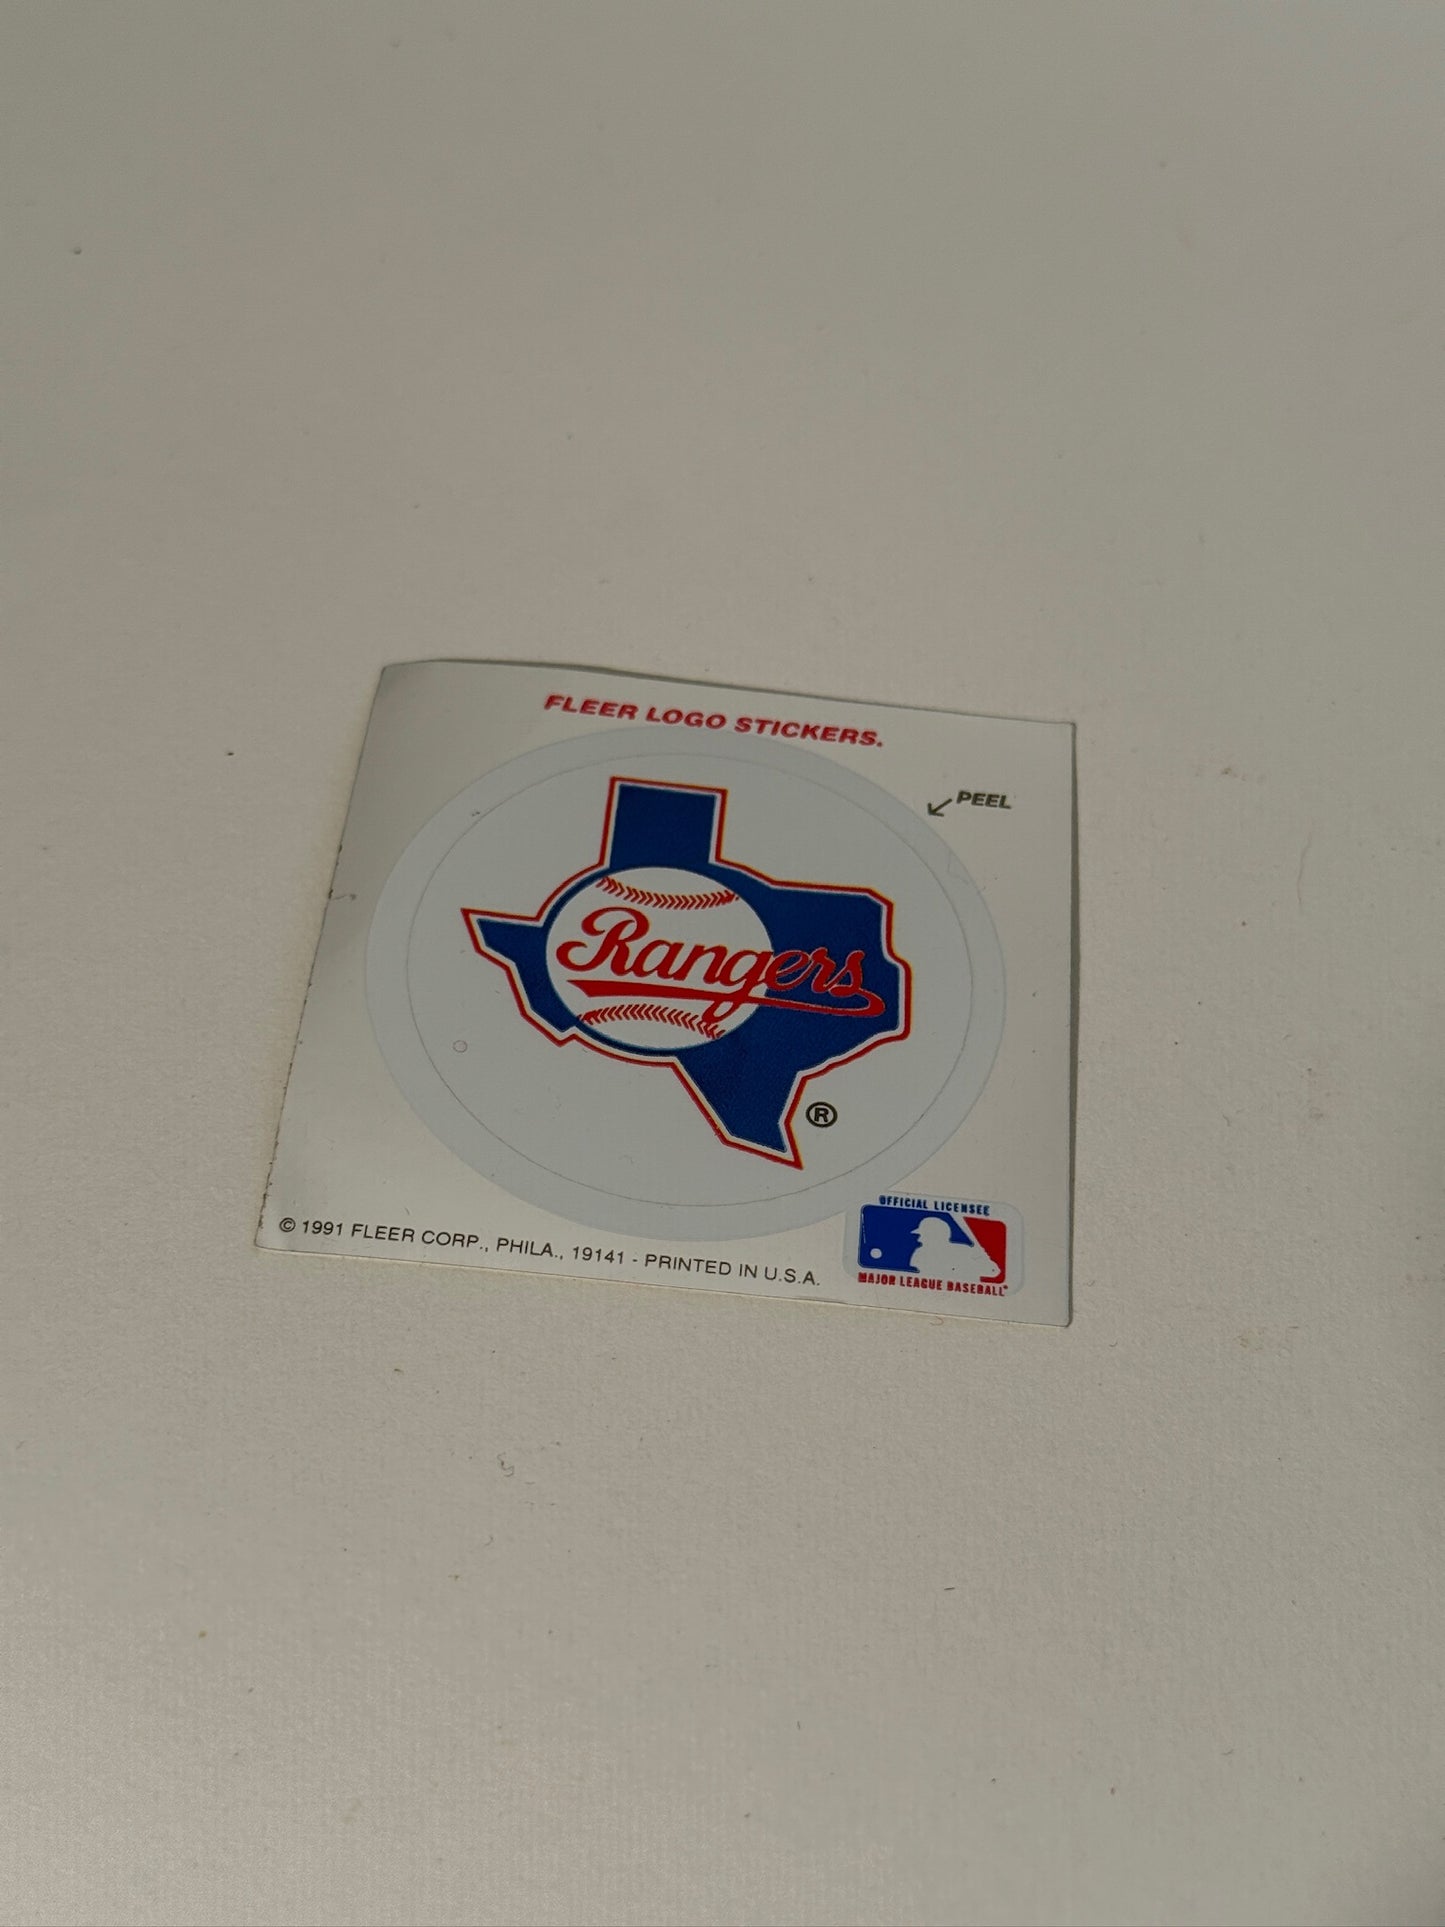 FLEER LOGO STICKERS.
PEEL
Rangers
®
© 1991 FLEER CORP., PHILA., 19141 - PRINTED IN U.S.A.
OFFICIAL LICENSEE
MAJOR LEAGUE BASEBALL®